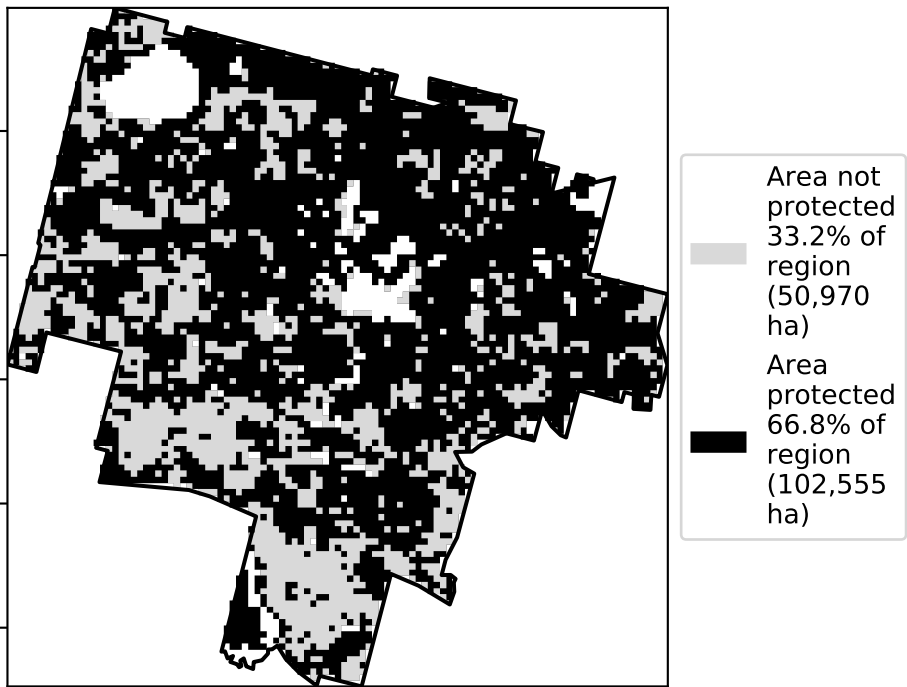 Area not
protected
33.2% of
region
(50,970
ha)
Area
protected
66.8% of
region
(102,555
ha)